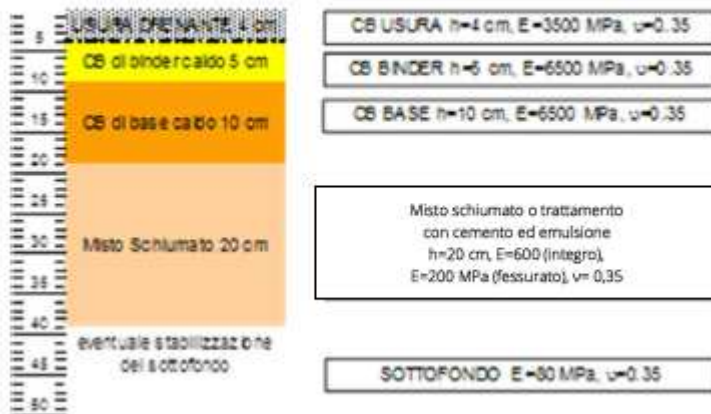 USURA DRENANTE 4 cm
CB di binder caldo 5 cm
CB di base caldo 10 cm
Misto Schiumato 20 cm
eventuale stabilizzazione
del sottofondo
5
10
15
20
25
30
35
40
45
50
CB USURA h=4 cm, E=3500 MPa, υ=0.35
CB BINDER h=5 cm, E=6500 MPa, υ=0.35
CB BASE h=10 cm, E=6500 MPa, υ=0.35
Misto schiumato o trattamento
con cemento ed emulsione
h=20 cm, E=600 (integro),
E=200 MPa (fessurato), ν= 0,35
SOTTOFONDO E=80 MPa, υ=0.35